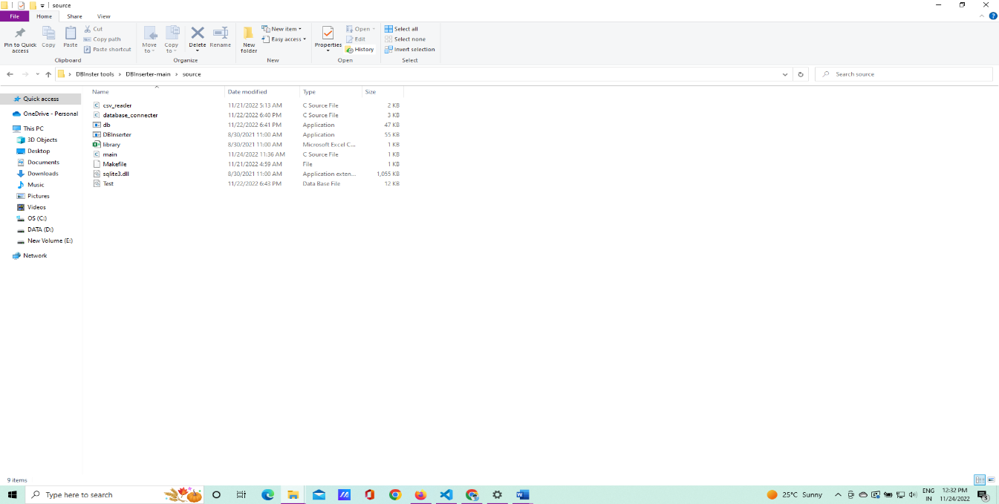 source
File Home Share View
Pin to Quick access
Copy
Paste
Cut
Copy path
Paste shortcut
Clipboard
Move to
Copy to
Delete
Rename
Organize
New folder
New item
Easy access
New
Properties
Open
Edit
History
Open
Select all
Select none
Invert selection
Select
DBInster tools > DBInserter-main > source
Search source
Quick access
OneDrive - Personal
This PC
3D Objects
Desktop
Documents
Downloads
Music
Pictures
Videos
OS (C:)
DATA (D:)
New Volume (E:)
Network
Name Date modified Type Size
csv_reader 11/21/2022 5:13 AM C Source File 2 KB
database_connecter 11/22/2022 6:40 PM C Source File 3 KB
db 11/22/2022 6:41 PM Application 47 KB
DBInserter 8/30/2021 11:00 AM Application 55 KB
library 8/30/2021 11:00 AM Microsoft Excel C... 1 KB
main 11/24/2022 11:36 AM C Source File 1 KB
Makefile 11/21/2022 4:59 AM File 1 KB
sqlite3.dll 8/30/2021 11:00 AM Application exten... 1,055 KB
Test 11/22/2022 6:43 PM Data Base File 12 KB
9 items
Type here to search
25°C Sunny
ENG
IN
12:32 PM
11/24/2022
3